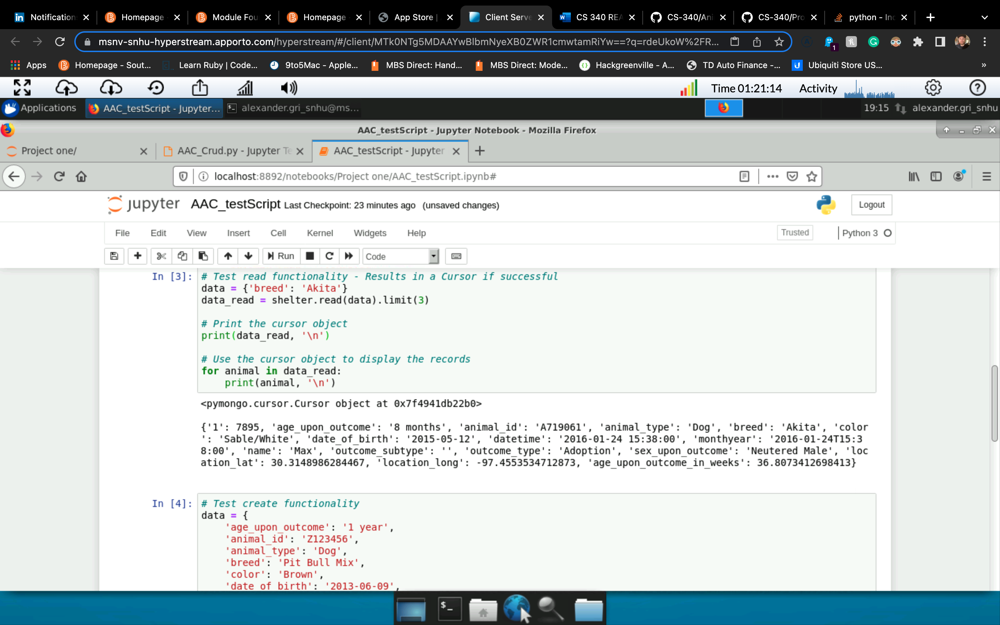 Notification Homepage Module Fou Homepage App Store | Client Serve CS 340 REA CS-340/Ani CS-340/Pro python - Inc
msnv-snhu-hyperstream.apporto.com/hyperstream/#/client/MTk0NTg5MDAAYwBlbmNyeXB0ZWR1cmwtamRiYw==?q=rdeUkoW%2FR... 1
Apps Homepage - Sout... Learn Ruby | Code... 9to5Mac - Apple... MBS Direct: Hand... MBS Direct: Mode... Hackgreenville - A... TD Auto Finance -... Ubiquiti Store US... »
Time 01:21:14 Activity
Applications AAC_testScript - Jupyter... alexander.gri_snhu@ms... 19:15 alexander.gri_snhu
AAC_testScript - Jupyter Notebook - Mozilla Firefox
Project one/ AAC_Crud.py - Jupyter Te AAC_testScript - Jupyter
localhost:8892/notebooks/Project one/AAC_testScript.ipynb#
jupyter AAC_testScript Last Checkpoint: 23 minutes ago (unsaved changes) Logout
File Edit View Insert Cell Kernel Widgets Help Trusted Python 3
Run Code
In [3]: # Test read functionality - Results in a Cursor if successful
data = {'breed': 'Akita'}
data_read = shelter.read(data).limit(3)
# Print the cursor object
print(data_read, '\n')
# Use the cursor object to display the records
for animal in data_read:
print(animal, '\n')
<pymongo.cursor.Cursor object at 0x7f4941db22b0>
{'1': 7895, 'age_upon_outcome': '8 months', 'animal_id': 'A719061', 'animal_type': 'Dog', 'breed': 'Akita', 'color
': 'Sable/White', 'date_of_birth': '2015-05-12', 'datetime': '2016-01-24 15:38:00', 'monthyear': '2016-01-24T15:3
8:00', 'name': 'Max', 'outcome_subtype': '', 'outcome_type': 'Adoption', 'sex_upon_outcome': 'Neutered Male', 'loc
ation_lat': 30.3148986284467, 'location_long': -97.4553534712873, 'age_upon_outcome_in_weeks': 36.8073412698413}
In [4]: # Test create functionality
data = {
'age_upon_outcome': '1 year',
'animal_id': 'Z123456',
'animal_type': 'Dog',
'breed': 'Pit Bull Mix',
'color': 'Brown',
'date_of_birth': '2013-06-09',